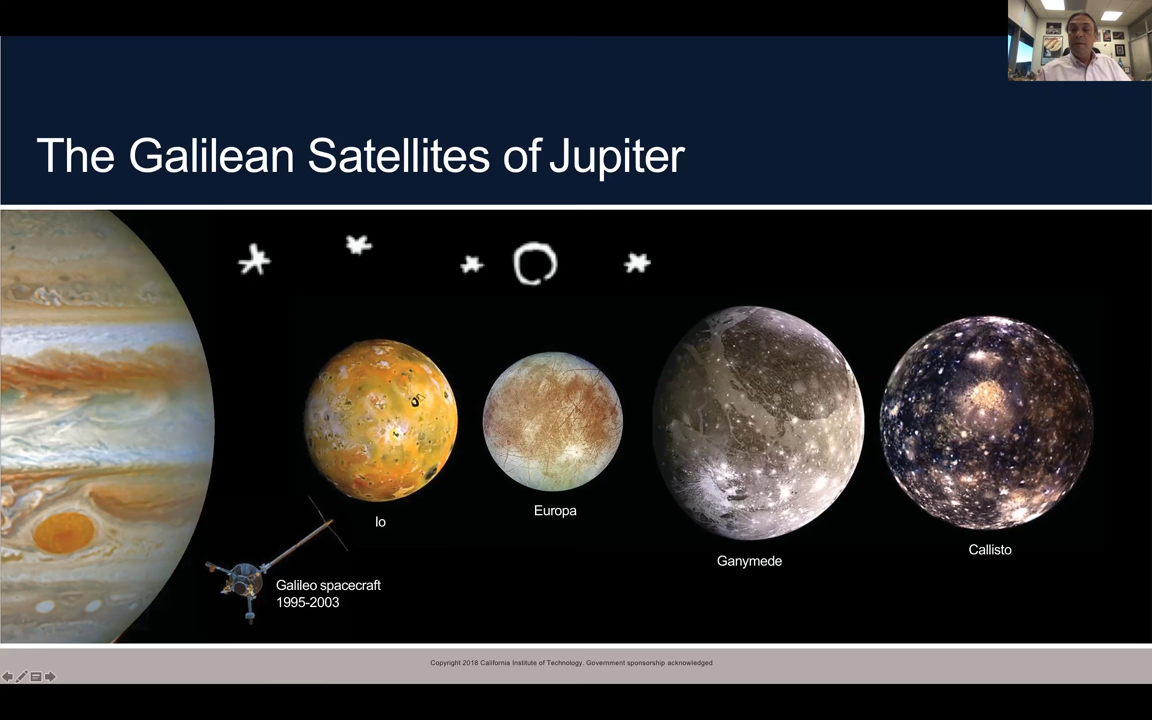 The Galilean Satellites of Jupiter
Io
Europa
Ganymede
Callisto
Galileo spacecraft
1995-2003
Copyright 2018 California Institute of Technology. Government sponsorship acknowledged